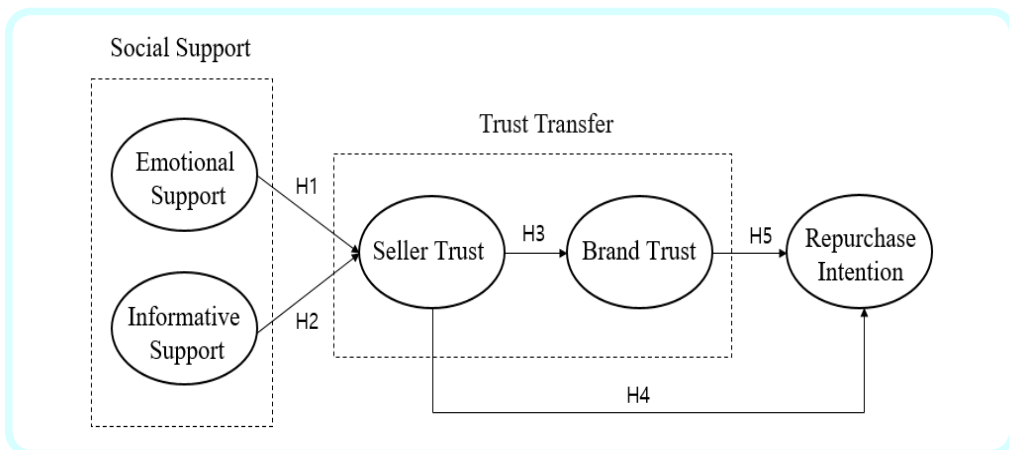 Social Support
Emotional
Support
H1
Informative
Support
H2
Trust Transfer
Seller Trust
H3
Brand Trust
H5
Repurchase
Intention
H4